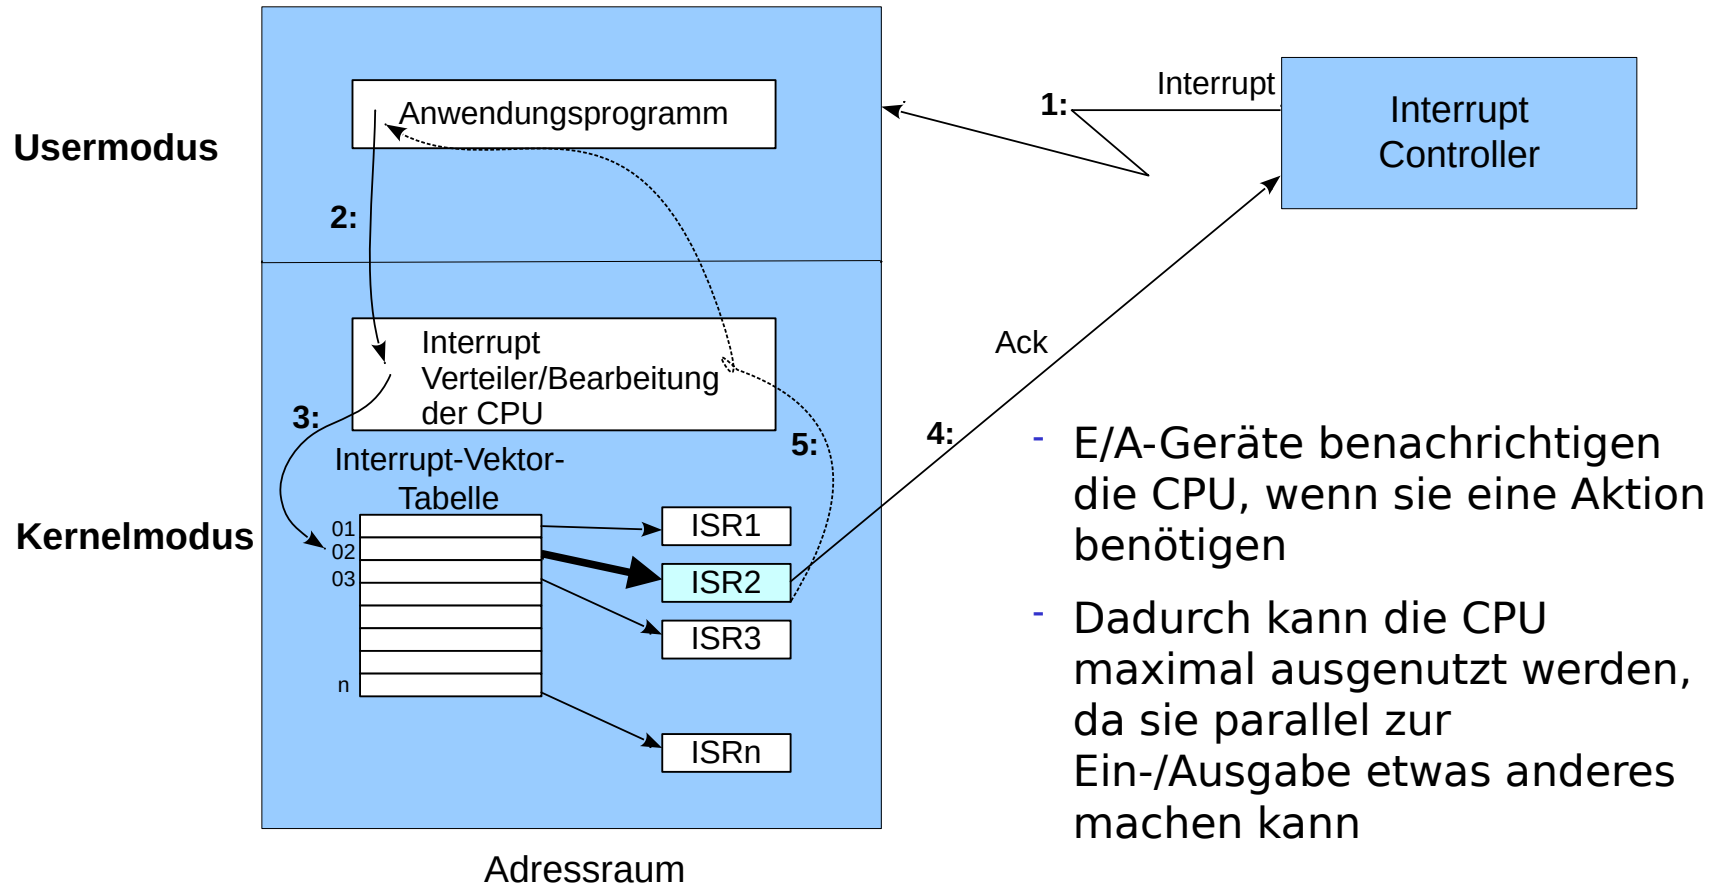 Usermodus
Anwendungsprogramm
1:
Interrupt
Interrupt
Controller
2:
Interrupt
Verteiler/Bearbeitung
der CPU
3:
Ack
4:
5:
Interrupt-Vektor-
Tabelle
Kernelmodus
01
02
03
n
ISR1
ISR2
ISR3
ISRn
Adressraum
- E/A-Geräte benachrichtigen
die CPU, wenn sie eine Aktion
benötigen
- Dadurch kann die CPU
maximal ausgenutzt werden,
da sie parallel zur
Ein-/Ausgabe etwas anderes
machen kann